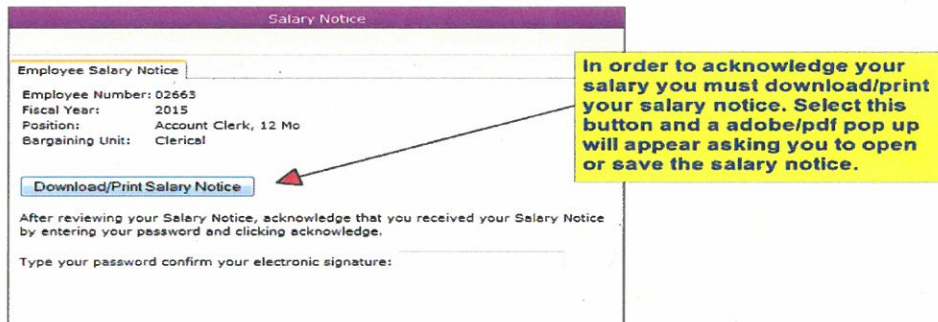 Salary Notice
Employee Salary Notice
Employee Number: 02663
Fiscal Year: 2015
Position: Account Clerk, 12 Mo
Bargaining Unit: Clerical
Download/Print Salary Notice
After reviewing your Salary Notice, acknowledge that you received your Salary Notice
by entering your password and clicking acknowledge.
Type your password confirm your electronic signature:
In order to acknowledge your
salary you must download/print
your salary notice. Select this
button and a adobe/pdf pop up
will appear asking you to open
or save the salary notice.